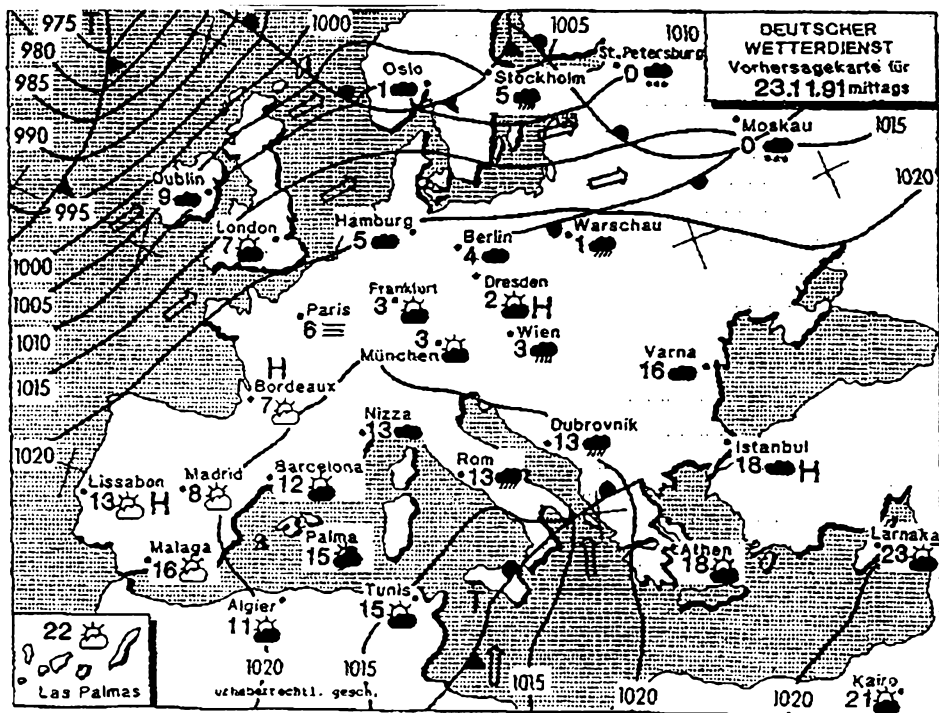 975
980
985
990
995
1000
1005
1010
1015
1020
1000
1005
1010
1015
1020
DEUTSCHER
WETTERDIENST
Vorhersagekarte für
23.11.91 mittags
T
Oslo
1
Stockholm
5
St.Petersburg
0
Moskau
0
Dublin
9
London
7
Hamburg
5
Berlin
4
Warschau
1
Paris
6
Frankfurt
3
Dresden
2
H
3
München
Wien
3
Varna
16
H
Bordeaux
7
Nizza
13
Dubrovnik
13
Istanbul
18
H
Lissabon
13
H
Madrid
8
Barcelona
12
Rom
13
Malaga
16
Palma
15
Athen
18
Larnaka
23
Algier
11
Tunis
15
T
22
Las Palmas
1020
1015
1015
1020
1020
Kairo
21
urheberrechtl. gesch.